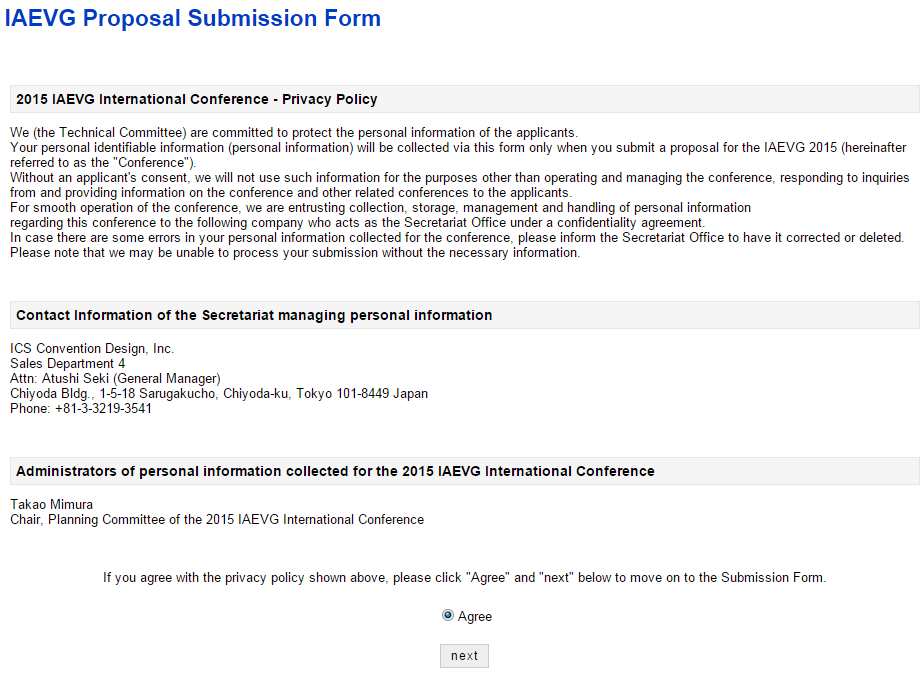 IAEVG Proposal Submission Form
2015 IAEVG International Conference - Privacy Policy
We (the Technical Committee) are committed to protect the personal information of the applicants.
Your personal identifiable information (personal information) will be collected via this form only when you submit a proposal for the IAEVG 2015 (hereinafter
referred to as the "Conference").
Without an applicant's consent, we will not use such information for the purposes other than operating and managing the conference, responding to inquiries
from and providing information on the conference and other related conferences to the applicants.
For smooth operation of the conference, we are entrusting collection, storage, management and handling of personal information
regarding this conference to the following company who acts as the Secretariat Office under a confidentiality agreement.
In case there are some errors in your personal information collected for the conference, please inform the Secretariat Office to have it corrected or deleted.
Please note that we may be unable to process your submission without the necessary information.
Contact Information of the Secretariat managing personal information
ICS Convention Design, Inc.
Sales Department 4
Attn: Atushi Seki (General Manager)
Chiyoda Bldg., 1-5-18 Sarugakucho, Chiyoda-ku, Tokyo 101-8449 Japan
Phone: +81-3-3219-3541
Administrators of personal information collected for the 2015 IAEVG International Conference
Takao Mimura
Chair, Planning Committee of the 2015 IAEVG International Conference
If you agree with the privacy policy shown above, please click "Agree" and "next" below to move on to the Submission Form.
Agree
next